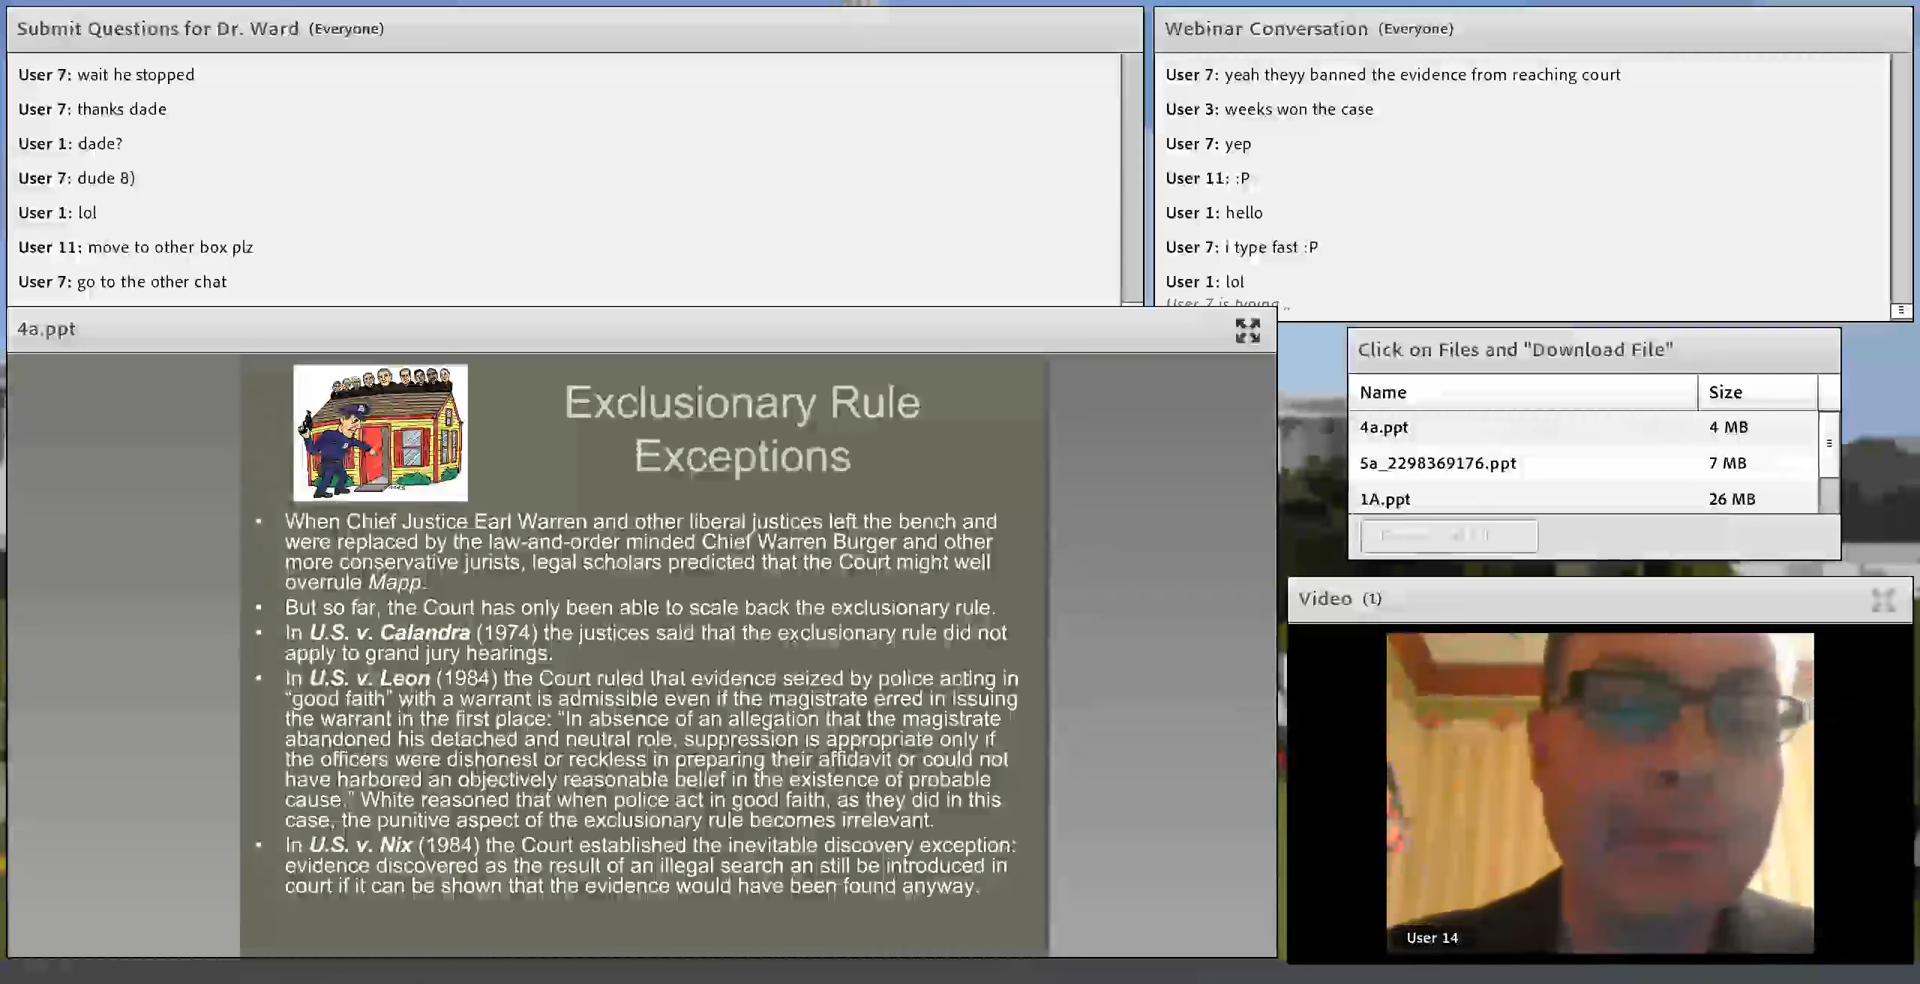 Submit Questions for Dr. Ward (Everyone)
User 7: wait he stopped
User 7: thanks dade
User 1: dade?
User 7: dude 8)
User 1: lol
User 11: move to other box plz
User 7: go to the other chat
Webinar Conversation (Everyone)
User 7: yeah theyy banned the evidence from reaching court
User 3: weeks won the case
User 7: yep
User 11: :P
User 1: hello
User 7: i type fast :P
User 1: lol
User 7 is typing..
4a.ppt
Exclusionary Rule
Exceptions
• When Chief Justice Earl Warren and other liberal justices left the bench and
were replaced by the law-and-order minded Chief Warren Burger and other
more conservative jurists, legal scholars predicted that the Court might well
overrule Mapp.
• But so far, the Court has only been able to scale back the exclusionary rule.
• In U.S. v. Calandra (1974) the justices said that the exclusionary rule did not
apply to grand jury hearings.
• In U.S. v. Leon (1984) the Court ruled that evidence seized by police acting in
“good faith” with a warrant is admissible even if the magistrate erred in issuing
the warrant in the first place: “In absence of an allegation that the magistrate
abandoned his detached and neutral role, suppression is appropriate only if
the officers were dishonest or reckless in preparing their affidavit or could not
have harbored an objectively reasonable belief in the existence of probable
cause.” White reasoned that when police act in good faith, as they did in this
case, the punitive aspect of the exclusionary rule becomes irrelevant.
• In U.S. v. Nix (1984) the Court established the inevitable discovery exception:
evidence discovered as the result of an illegal search an still be introduced in
court if it can be shown that the evidence would have been found anyway.
Click on Files and "Download File"
Name Size
4a.ppt 4 MB
5a_2298369176.ppt 7 MB
1A.ppt 26 MB
Video (1)
User 14